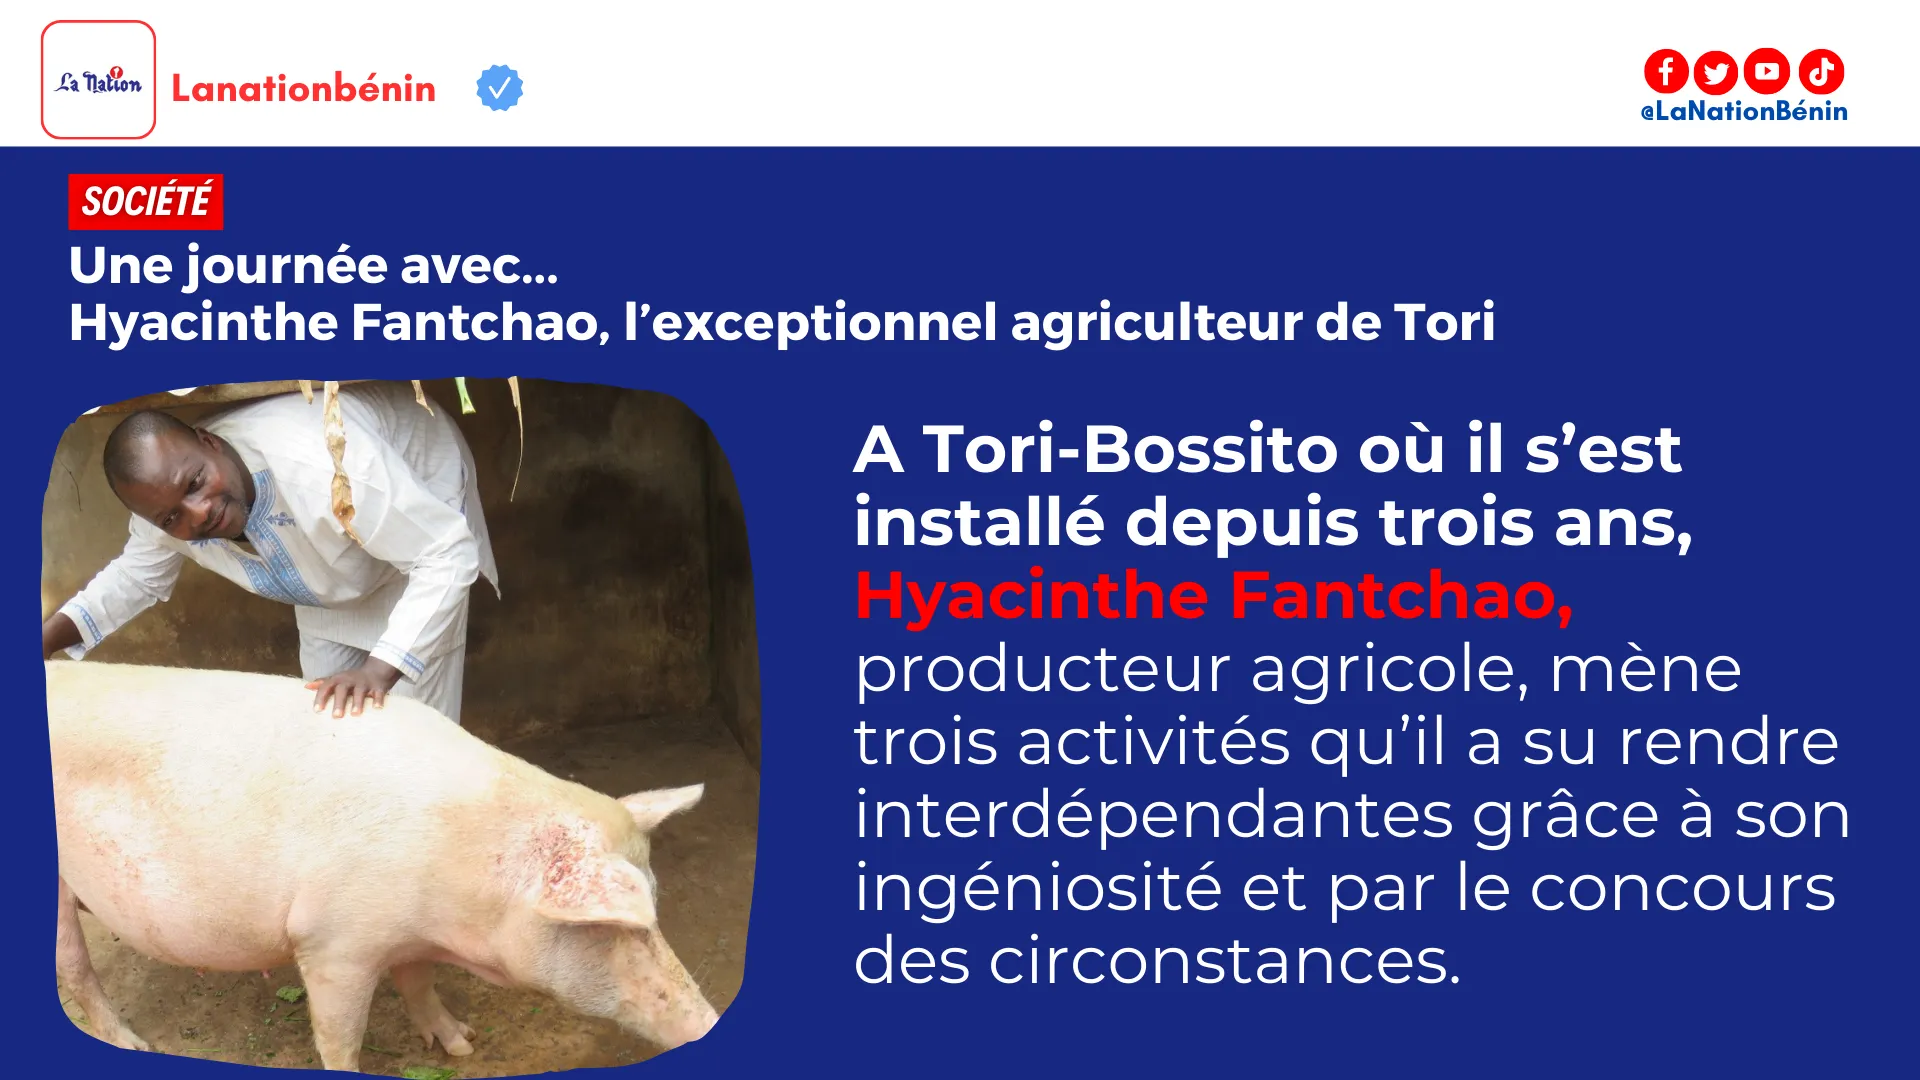 La Nation
Lanationbénin
@LaNationBénin
SOCIÉTÉ
Une journée avec...
Hyacinthe Fantchao, l’exceptionnel agriculteur de Tori
A Tori-Bossito où il s’est
installé depuis trois ans,
Hyacinthe Fantchao,
producteur agricole, mène
trois activités qu’il a su rendre
interdépendantes grâce à son
ingéniosité et par le concours
des circonstances.